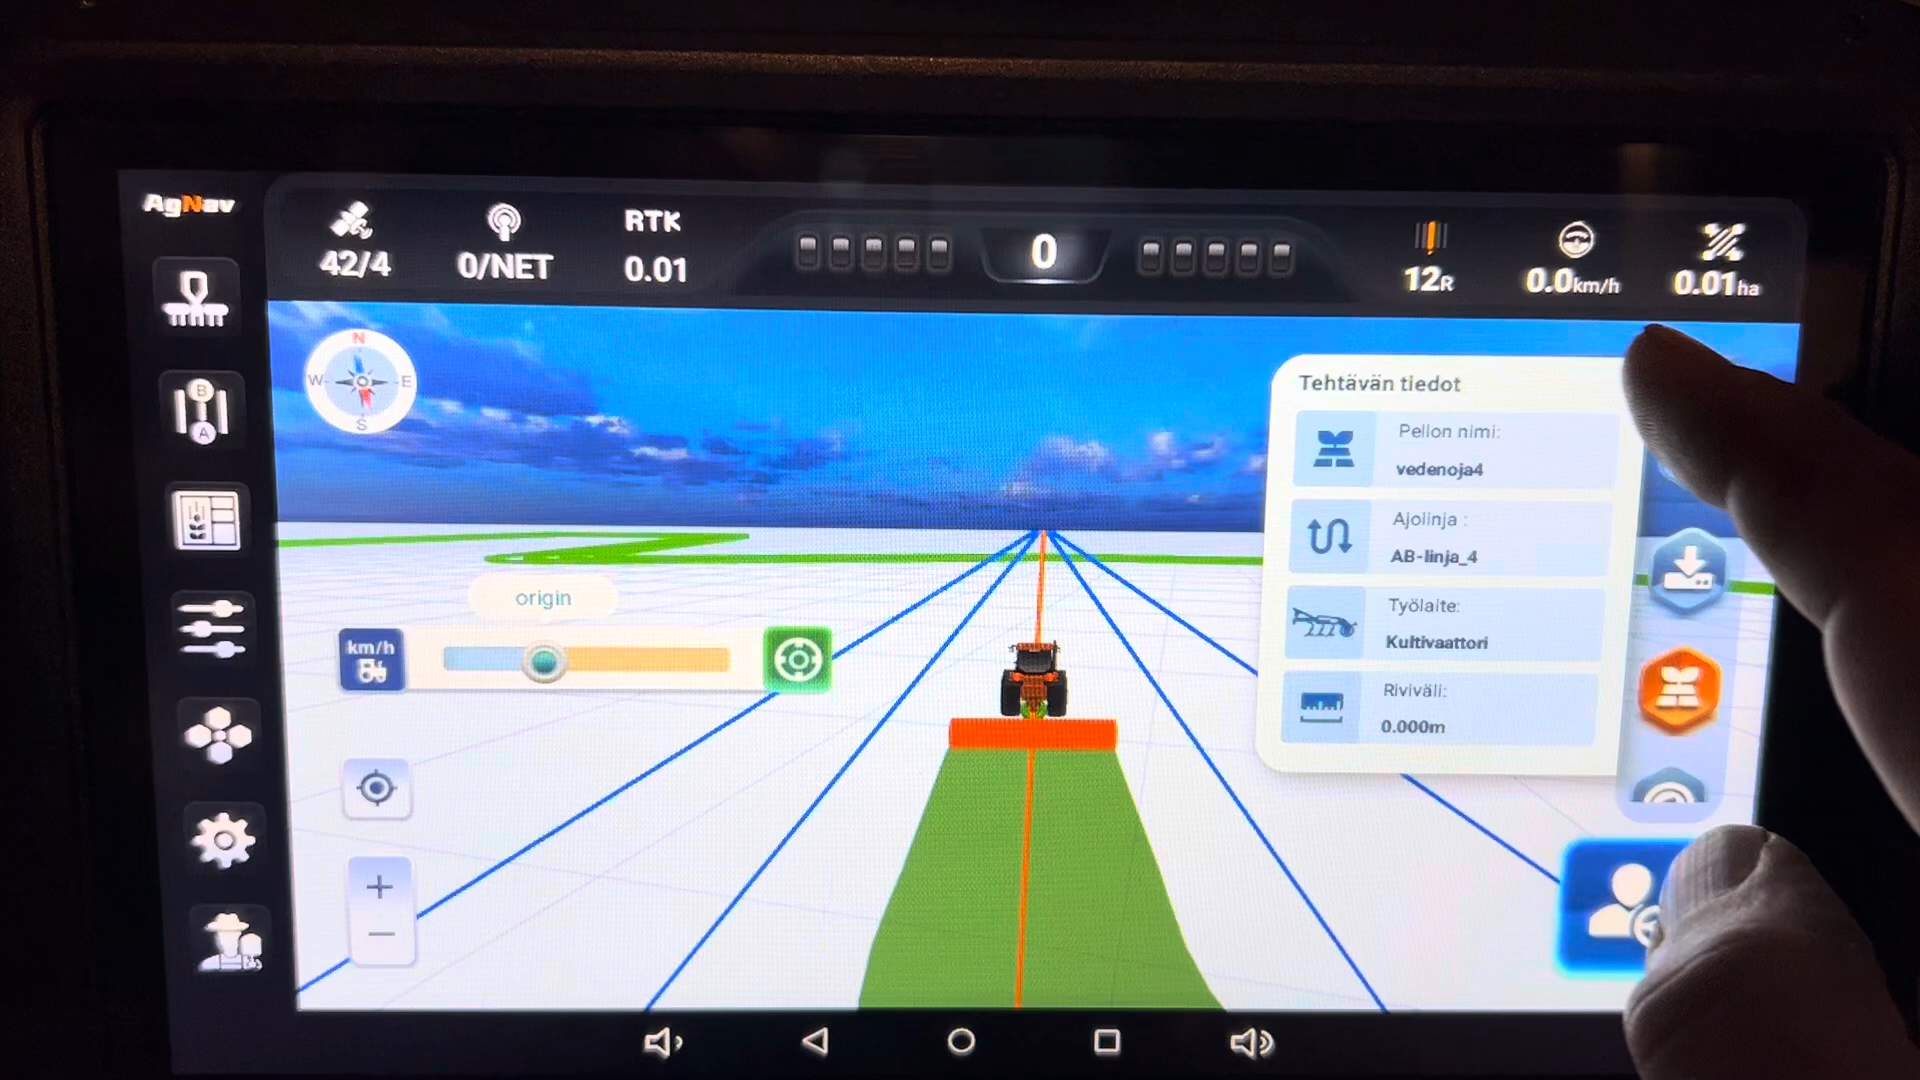 AgNav
42/4
0/NET
RTK
0.01
0
12R
0.0km/h
0.01ha
N
W
E
S
B
A
Tehtävän tiedot
Pellon nimi:
vedenoja4
Ajolinja :
AB-linja_4
Työlaite:
Kultivaattori
Riviväli:
0.000m
origin
km/h
+
−